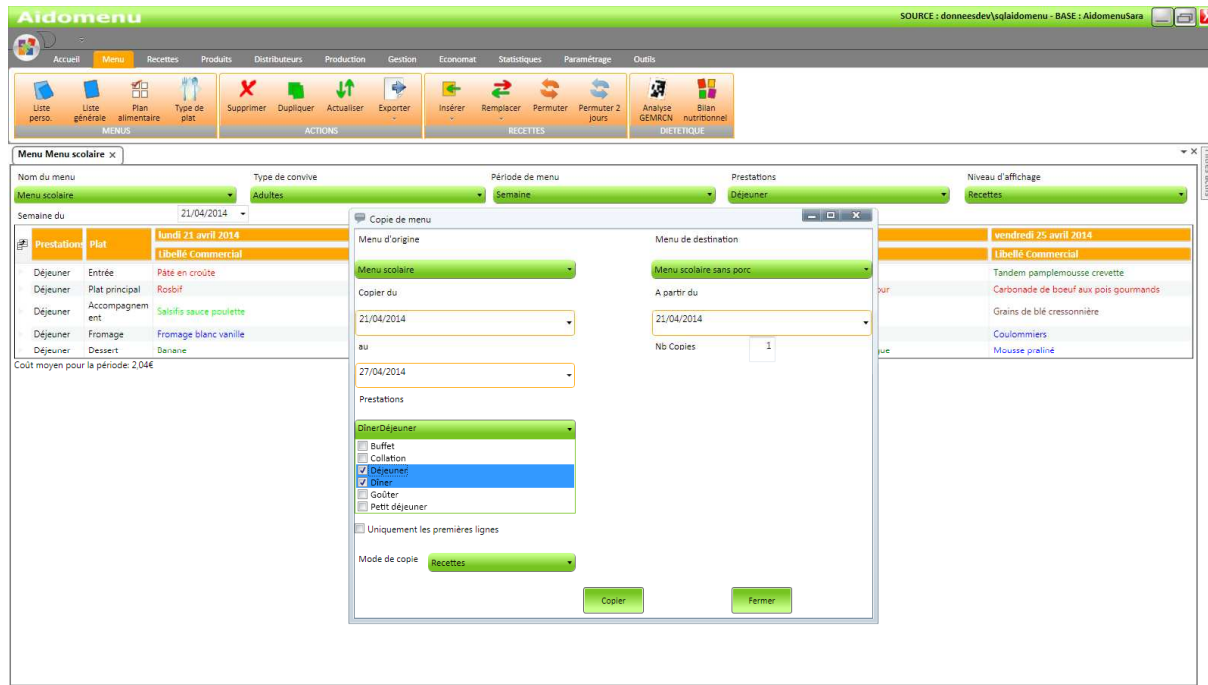 Aidomenu
SOURCE : donneesdev\sqlaidomenu - BASE : AidomenuSara
Accueil Menu Recettes Produits Distributeurs Production Gestion Economat Statistiques Paramétrage Outils
Liste perso. Liste générale Plan alimentaire Type de plat Supprimer Dupliquer Actualiser Exporter Insérer Remplacer Permuter Permuter 2 jours Analyse GEMRCN Bilan nutritionnel
MENUS ACTIONS RECETTES DIETETIQUE
Menu Menu scolaire x
Nom du menu Type de convive Période de menu Prestations Niveau d'affichage
Menu scolaire Adultes Semaine Déjeuner Recettes
Semaine du 21/04/2014
Prestations Plat lundi 21 avril 2014 vendredi 25 avril 2014
Libellé Commercial Libellé Commercial
Déjeuner Entrée Pâté en croûte Tandem pamplemousse crevette
Déjeuner Plat principal Rosbif Carbonade de boeuf aux pois gourmands
Déjeuner Accompagnem ent Salsifis sauce poulette Grains de blé cressonnière
Déjeuner Fromage Fromage blanc vanille Coulommiers
Déjeuner Dessert Banane Mousse praliné
Coût moyen pour la période: 2,04€
Copie de menu
Menu d'origine Menu de destination
Menu scolaire Menu scolaire sans porc
Copier du A partir du
21/04/2014 21/04/2014
au Nb Copies 1
27/04/2014
Prestations
DînerDéjeuner
Buffet
Collation
Déjeuner
Dîner
Goûter
Petit déjeuner
Uniquement les premières lignes
Mode de copie Recettes
Copier Fermer